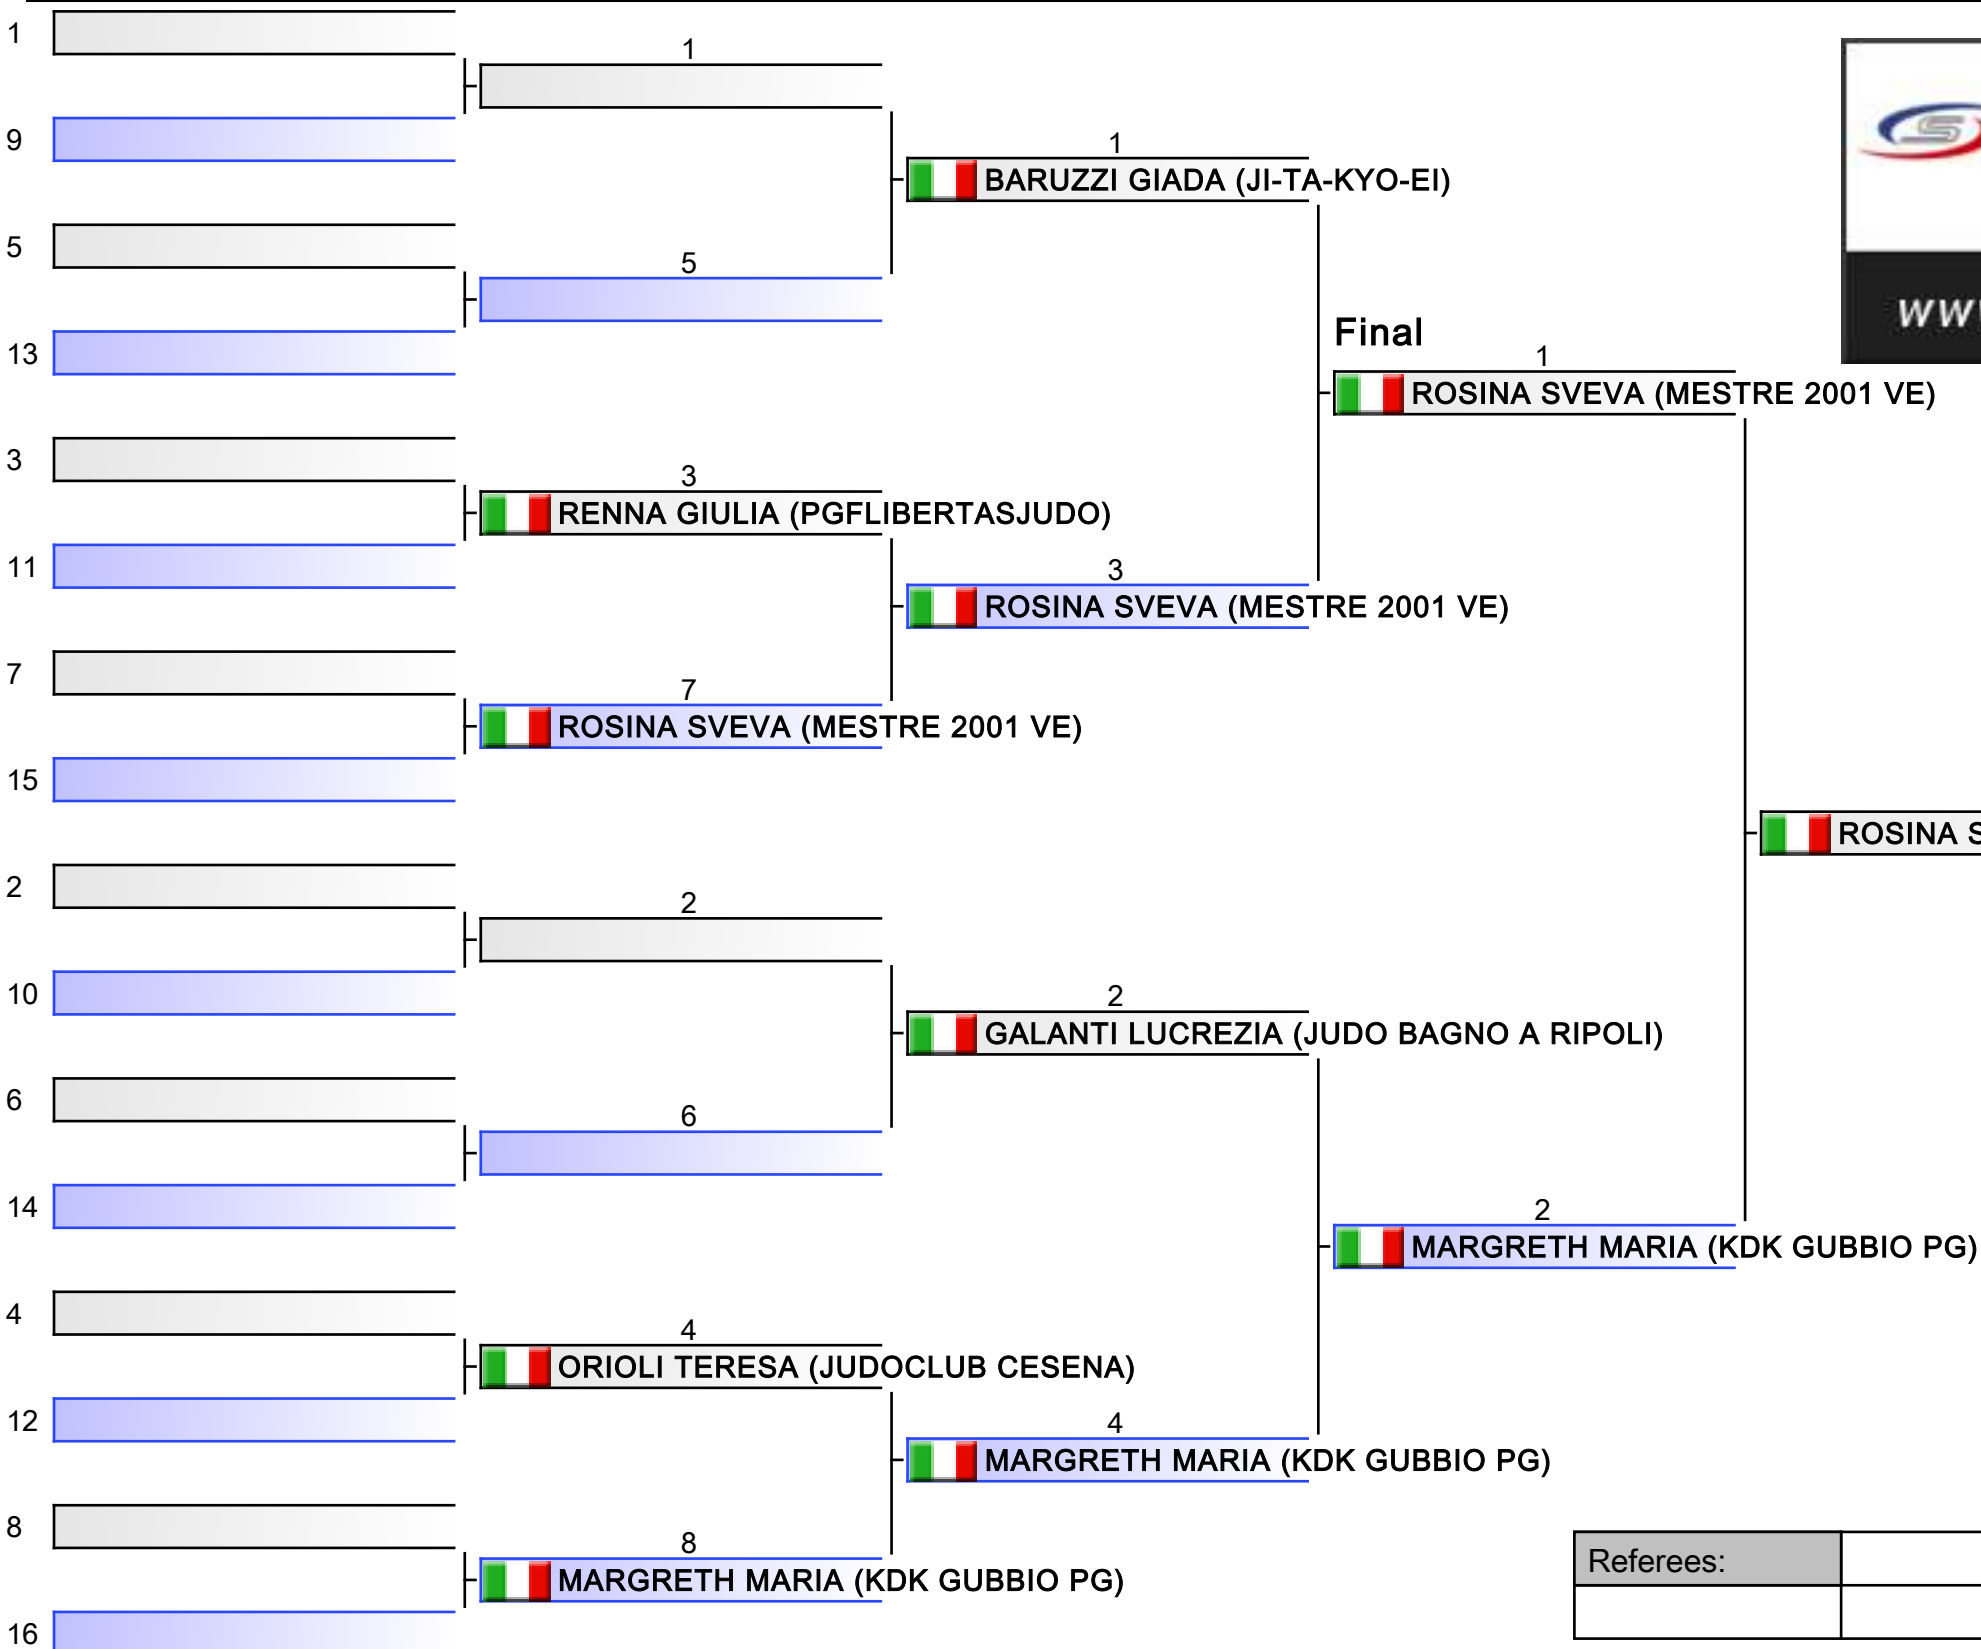 1
1
9
1
BARUZZI GIADA (JI-TA-KYO-EI)
5
5
13
Final
1
ROSINA SVEVA (MESTRE 2001 VE)
3
3
RENNA GIULIA (PGFLIBERTASJUDO)
11
3
ROSINA SVEVA (MESTRE 2001 VE)
7
7
ROSINA SVEVA (MESTRE 2001 VE)
15
ROSINA S
2
2
10
2
GALANTI LUCREZIA (JUDO BAGNO A RIPOLI)
6
6
14
2
MARGRETH MARIA (KDK GUBBIO PG)
4
4
ORIOLI TERESA (JUDOCLUB CESENA)
12
4
MARGRETH MARIA (KDK GUBBIO PG)
8
8
MARGRETH MARIA (KDK GUBBIO PG)
16
Referees: